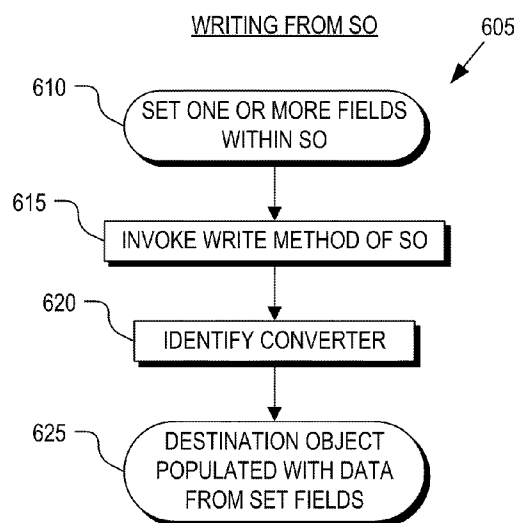 WRITING FROM SO
605
610
SET ONE OR MORE FIELDS
WITHIN SO
615
INVOKE WRITE METHOD OF SO
620
IDENTIFY CONVERTER
625
DESTINATION OBJECT
POPULATED WITH DATA
FROM SET FIELDS